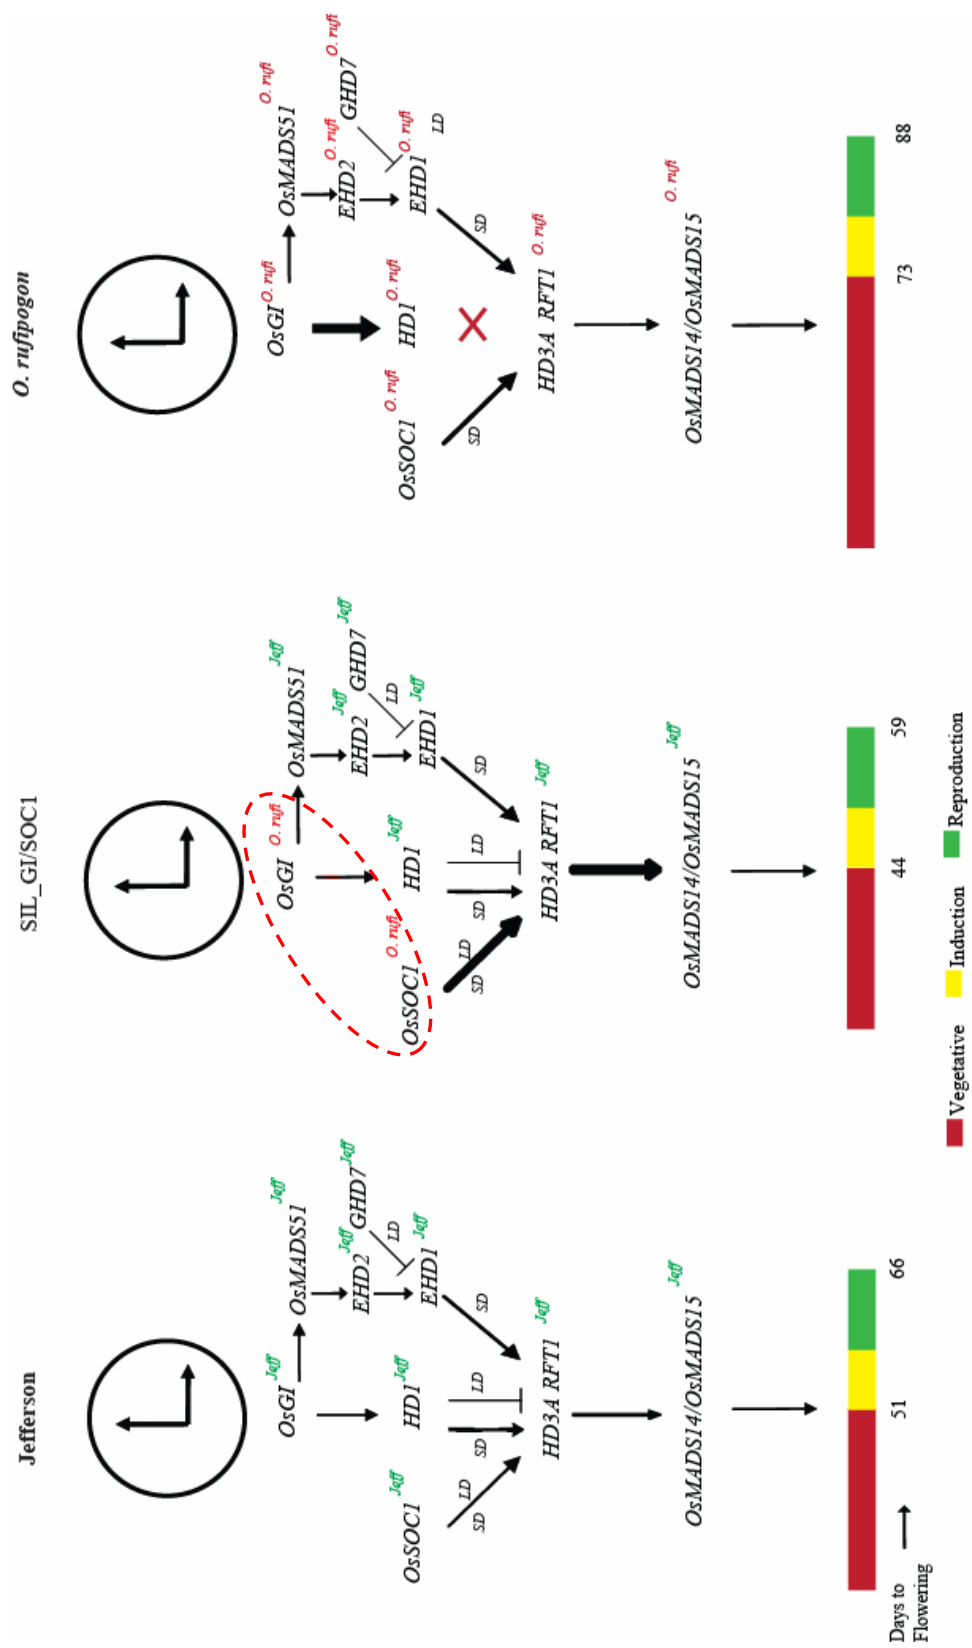 Jefferson
OsGI Jeff
OsMADS51 Jeff
EHD2 Jeff
GHD7 Jeff
LD
OsSOC1 Jeff
HD1 Jeff
EHD1 Jeff
SD
LD
SD
LD
SD
HD3A RFT1 Jeff
OsMADS14/OsMADS15 Jeff
51
66
SIL_GI/SOC1
OsGI O. rufi
OsMADS51 Jeff
EHD2 Jeff
GHD7 Jeff
LD
OsSOC1 O. rufi
HD1 Jeff
EHD1 Jeff
SD
LD
SD
LD
SD
HD3A RFT1 Jeff
OsMADS14/OsMADS15 Jeff
44
59
O. rufipogon
OsGI O. rufi
OsMADS51 O. rufi
EHD2 O. rufi
GHD7 O. rufi
OsSOC1 O. rufi
HD1 O. rufi
EHD1 O. rufi
LD
SD
SD
HD3A RFT1 O. rufi
OsMADS14/OsMADS15 O. rufi
73
88
Days to
Flowering
Vegetative
Induction
Reproduction